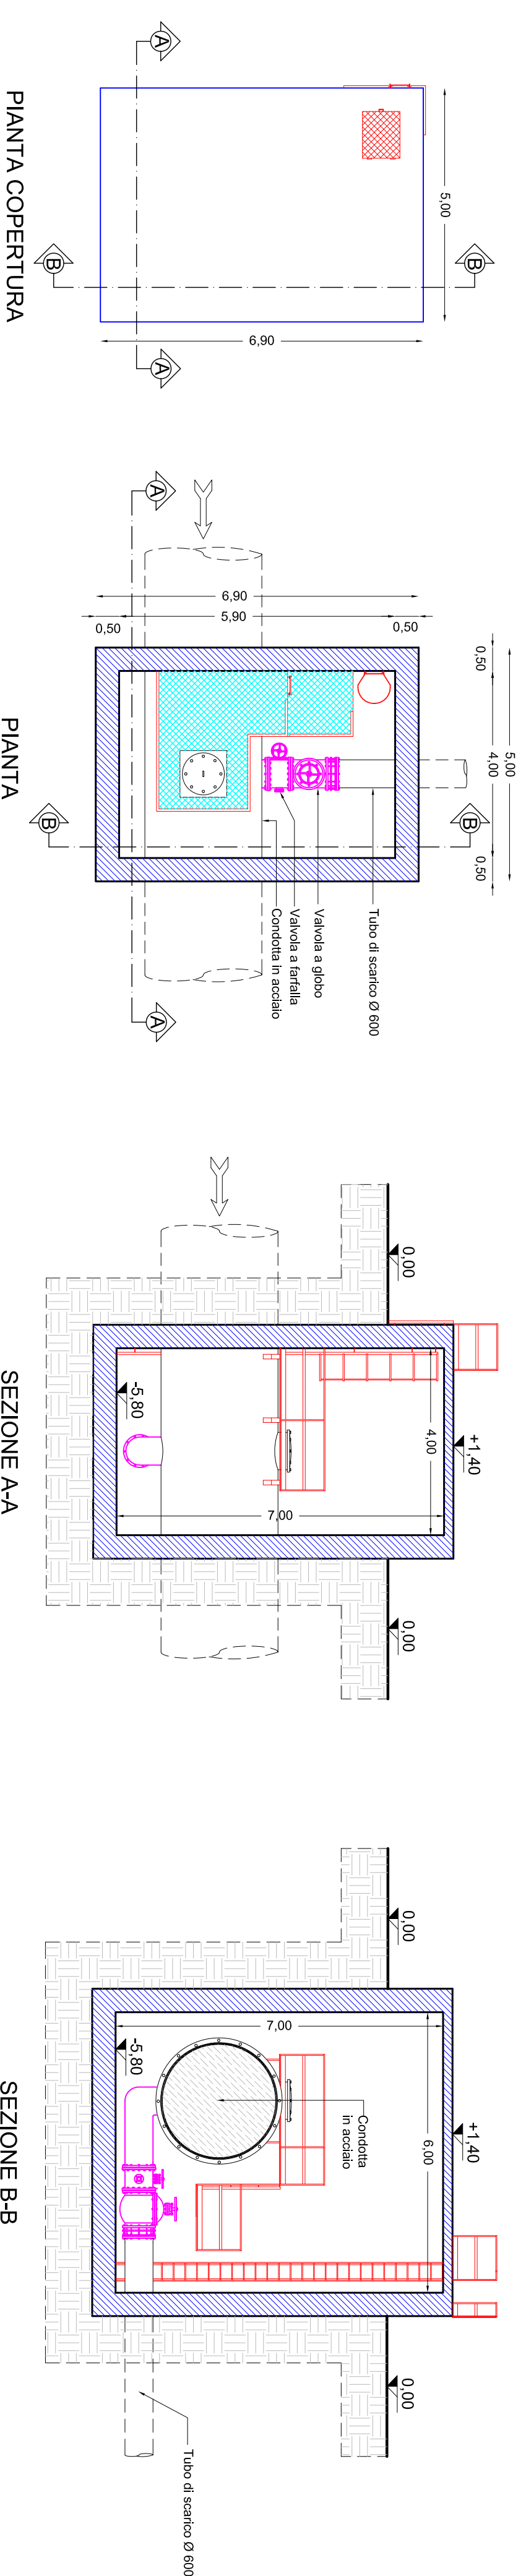 A
A
B
B
5,00
6,90
PIANTA COPERTURA
A
A
B
B
6,90
5,90
0,50
0,50
5,00
4,00
0,50
0,50
Tubo di scarico Ø 600
Valvola a globo
Valvola a farfalla
Condotta in acciaio
PIANTA
0,00
0,00
+1,40
4,00
7,00
-5,80
SEZIONE A-A
0,00
0,00
+1,40
6,00
7,00
-5,80
Condotta
in acciaio
Tubo di scarico Ø 600
SEZIONE B-B